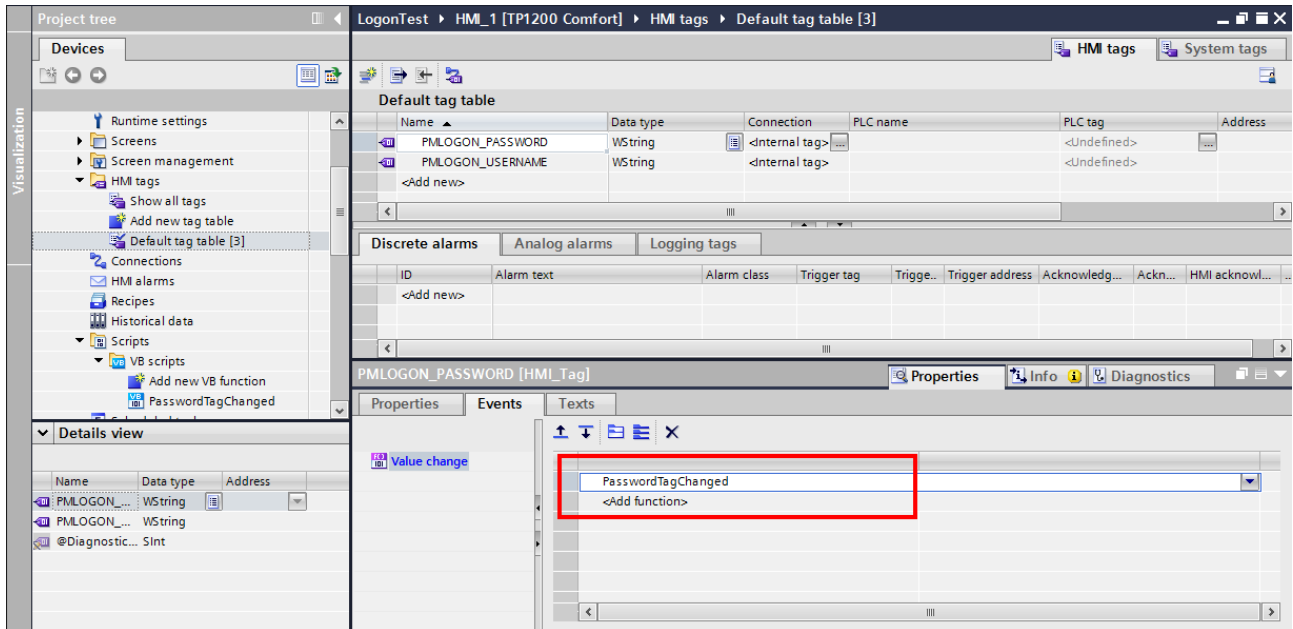 Visualization
Project tree
Devices
Runtime settings
Screens
Screen management
HMI tags
Show all tags
Add new tag table
Default tag table [3]
Connections
HMI alarms
Recipes
Historical data
Scripts
VB scripts
Add new VB function
PasswordTagChanged
Details view
Name Data type Address
PMLOGON_... WString
PMLOGON_... WString
@Diagnostic... SInt
LogonTest HMI_1 [TP1200 Comfort] HMI tags Default tag table [3]
HMI tags System tags
Default tag table
Name Data type Connection PLC name PLC tag Address
PMLOGON_PASSWORD WString <Internal tag> ... <Undefined> ...
PMLOGON_USERNAME WString <Internal tag> <Undefined>
<Add new>
Discrete alarms Analog alarms Logging tags
ID Alarm text Alarm class Trigger tag Trigge.. Trigger address Acknowledg... Ackn... HMI acknowl... ..
<Add new>
PMLOGON_PASSWORD [HMI_Tag]
Properties Info Diagnostics
Properties Events Texts
Value change
PasswordTagChanged
<Add function>